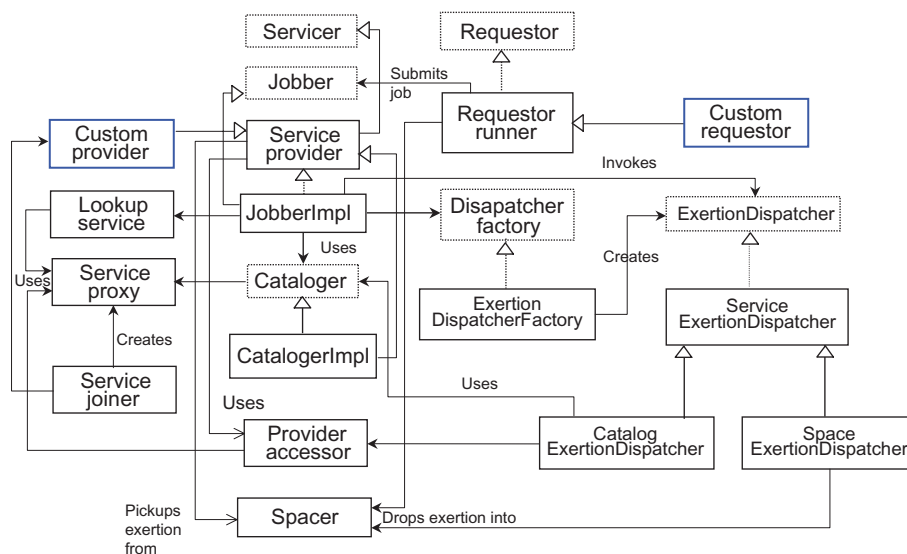 Servicer
Requestor
Jobber
Submits
job
Custom
provider
Service
provider
Requestor
runner
Custom
requestor
Invokes
Lookup
service
JobberImpl
Disapatcher
factory
ExertionDispatcher
Uses
Creates
Uses
Service
proxy
Cataloger
Exertion
DispatcherFactory
Service
ExertionDispatcher
Creates
CatalogerImpl
Service
joiner
Uses
Uses
Provider
accessor
Catalog
ExertionDispatcher
Space
ExertionDispatcher
Pickups
exertion
from
Spacer
Drops exertion into